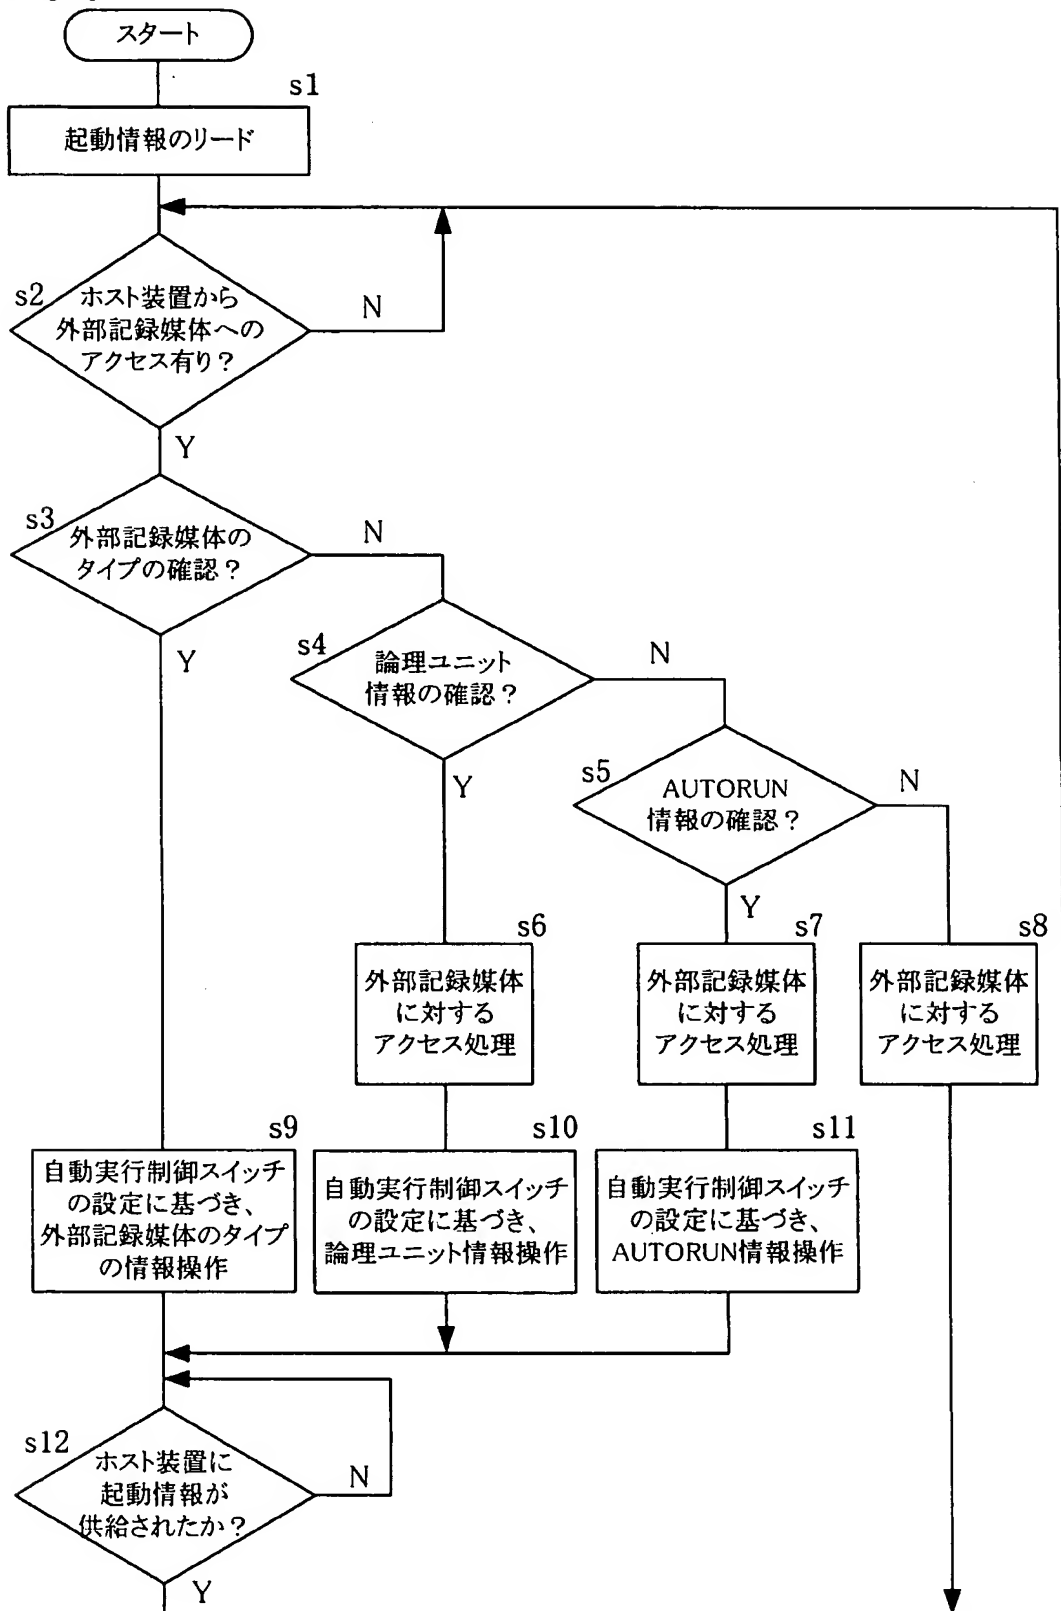 スタート
s1
起動情報のリード
s2
ホスト装置から
外部記録媒体への
アクセス有り？
N
Y
s3
外部記録媒体の
タイプの確認？
N
Y
s4
論理ユニット
情報の確認？
N
Y
s5
AUTORUN
情報の確認？
N
Y
s6
外部記録媒体
に対する
アクセス処理
s7
外部記録媒体
に対する
アクセス処理
s8
外部記録媒体
に対する
アクセス処理
s9
自動実行制御スイッチ
の設定に基づき、
外部記録媒体のタイプ
の情報操作
s10
自動実行制御スイッチ
の設定に基づき、
論理ユニット情報操作
s11
自動実行制御スイッチ
の設定に基づき、
AUTORUN情報操作
s12
ホスト装置に
起動情報が
供給されたか？
N
Y